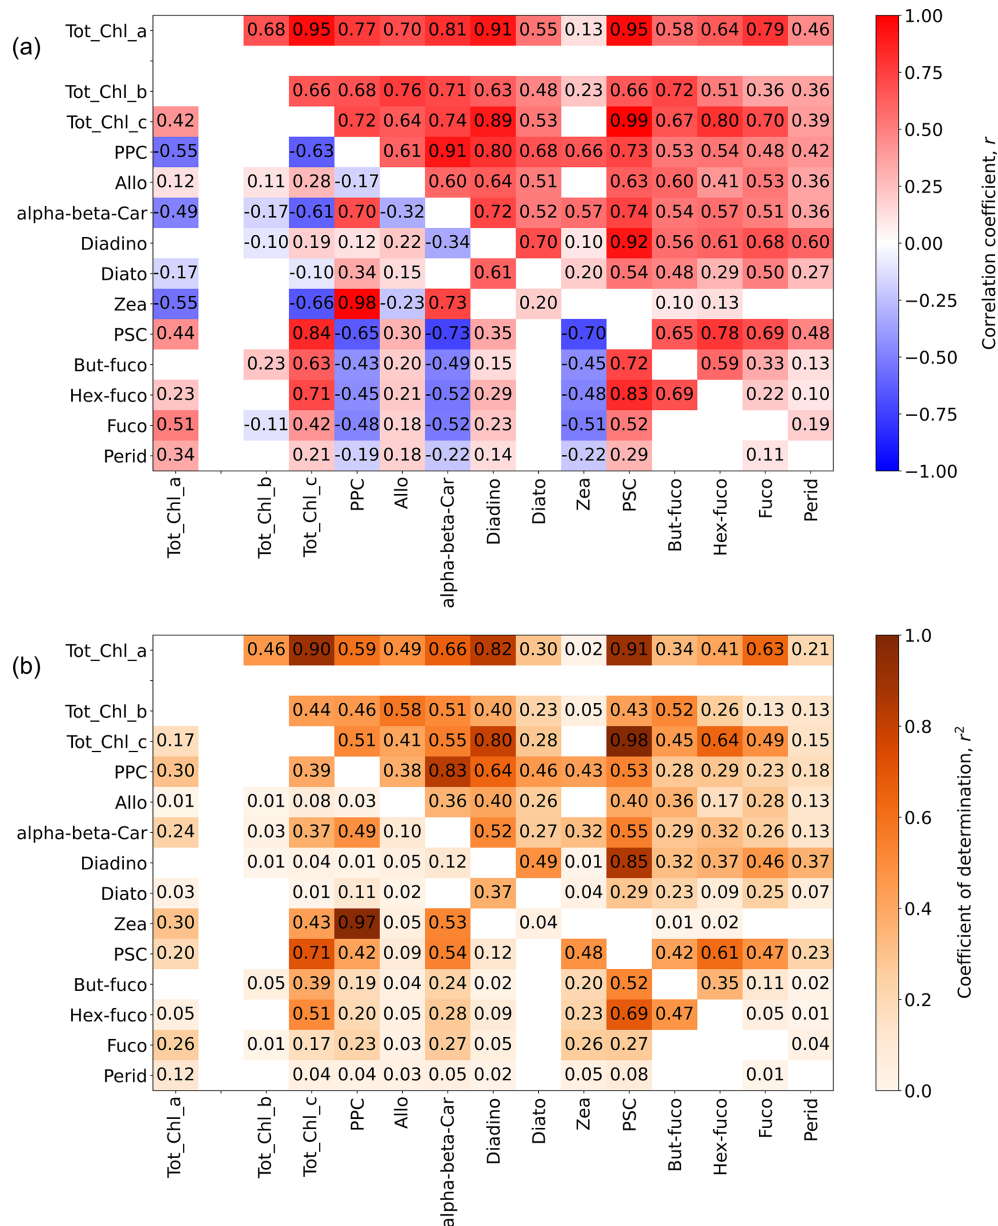 (a)
Tot_Chl_a 0.68 0.95 0.77 0.70 0.81 0.91 0.55 0.13 0.95 0.58 0.64 0.79 0.46
Tot_Chl_b 0.66 0.68 0.76 0.71 0.63 0.48 0.23 0.66 0.72 0.51 0.36 0.36
Tot_Chl_c 0.42 0.72 0.64 0.74 0.89 0.53 0.99 0.67 0.80 0.70 0.39
PPC -0.55 -0.63 0.61 0.91 0.80 0.68 0.66 0.73 0.53 0.54 0.48 0.42
Allo 0.12 0.11 0.28 -0.17 0.60 0.64 0.51 0.63 0.60 0.41 0.53 0.36
alpha-beta-Car -0.49 -0.17 -0.61 0.70 -0.32 0.72 0.52 0.57 0.74 0.54 0.57 0.51 0.36
Diadino -0.10 0.19 0.12 0.22 -0.34 0.70 0.10 0.92 0.56 0.61 0.68 0.60
Diato -0.17 -0.10 0.34 0.15 0.61 0.20 0.54 0.48 0.29 0.50 0.27
Zea -0.55 -0.66 0.98 -0.23 0.73 0.20 0.10 0.13
PSC 0.44 0.84 -0.65 0.30 -0.73 0.35 -0.70 0.65 0.78 0.69 0.48
But-fuco 0.23 0.63 -0.43 0.20 -0.49 0.15 -0.45 0.72 0.59 0.33 0.13
Hex-fuco 0.23 0.71 -0.45 0.21 -0.52 0.29 -0.48 0.83 0.69 0.22 0.10
Fuco 0.51 -0.11 0.42 -0.48 0.18 -0.52 0.23 -0.51 0.52 0.19
Perid 0.34 0.21 -0.19 0.18 -0.22 0.14 -0.22 0.29 0.11
Tot_Chl_a Tot_Chl_b Tot_Chl_c PPC Allo alpha-beta-Car Diadino Diato Zea PSC But-fuco Hex-fuco Fuco Perid
1.00
0.75
0.50
0.25
0.00
−0.25
−0.50
−0.75
−1.00
Correlation coefficient, r
(b)
Tot_Chl_a 0.46 0.90 0.59 0.49 0.66 0.82 0.30 0.02 0.91 0.34 0.41 0.63 0.21
Tot_Chl_b 0.44 0.46 0.58 0.51 0.40 0.23 0.05 0.43 0.52 0.26 0.13 0.13
Tot_Chl_c 0.17 0.51 0.41 0.55 0.80 0.28 0.98 0.45 0.64 0.49 0.15
PPC 0.30 0.39 0.38 0.83 0.64 0.46 0.43 0.53 0.28 0.29 0.23 0.18
Allo 0.01 0.01 0.08 0.03 0.36 0.40 0.26 0.40 0.36 0.17 0.28 0.13
alpha-beta-Car 0.24 0.03 0.37 0.49 0.10 0.52 0.27 0.32 0.55 0.29 0.32 0.26 0.13
Diadino 0.01 0.04 0.01 0.05 0.12 0.49 0.01 0.85 0.32 0.37 0.46 0.37
Diato 0.03 0.01 0.11 0.02 0.37 0.04 0.29 0.23 0.09 0.25 0.07
Zea 0.30 0.43 0.97 0.05 0.53 0.04 0.01 0.02
PSC 0.20 0.71 0.42 0.09 0.54 0.12 0.48 0.42 0.61 0.47 0.23
But-fuco 0.05 0.39 0.19 0.04 0.24 0.02 0.20 0.52 0.35 0.11 0.02
Hex-fuco 0.05 0.51 0.20 0.05 0.28 0.09 0.23 0.69 0.47 0.05 0.01
Fuco 0.26 0.01 0.17 0.23 0.03 0.27 0.05 0.26 0.27 0.04
Perid 0.12 0.04 0.04 0.03 0.05 0.02 0.05 0.08 0.01
Tot_Chl_a Tot_Chl_b Tot_Chl_c PPC Allo alpha-beta-Car Diadino Diato Zea PSC But-fuco Hex-fuco Fuco Perid
1.0
0.8
0.6
0.4
0.2
0.0
Coefficient of determination, r²